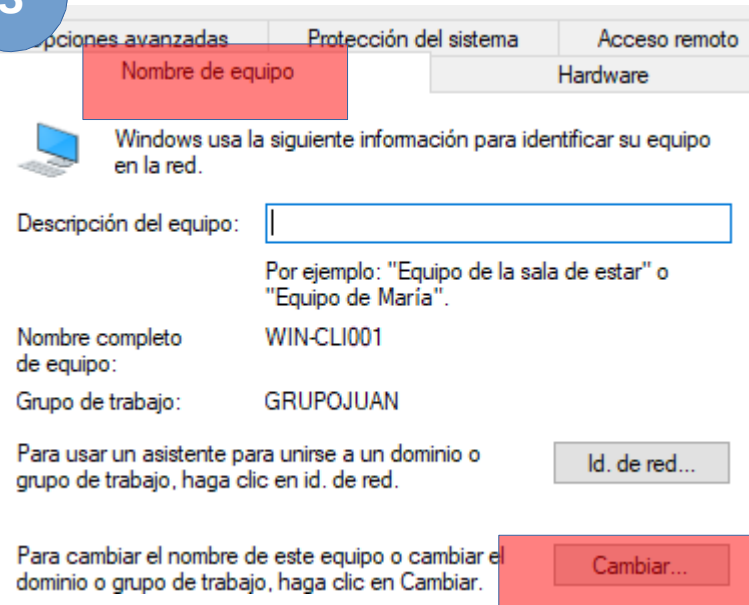 3
Opciones avanzadas
Protección del sistema
Acceso remoto
Nombre de equipo
Hardware
Windows usa la siguiente información para identificar su equipo
en la red.
Descripción del equipo:
Por ejemplo: "Equipo de la sala de estar" o
"Equipo de María".
Nombre completo
de equipo:
WIN-CLI001
Grupo de trabajo:
GRUPOJUAN
Para usar un asistente para unirse a un dominio o
grupo de trabajo, haga clic en id. de red.
Id. de red...
Para cambiar el nombre de este equipo o cambiar el
dominio o grupo de trabajo, haga clic en Cambiar.
Cambiar...